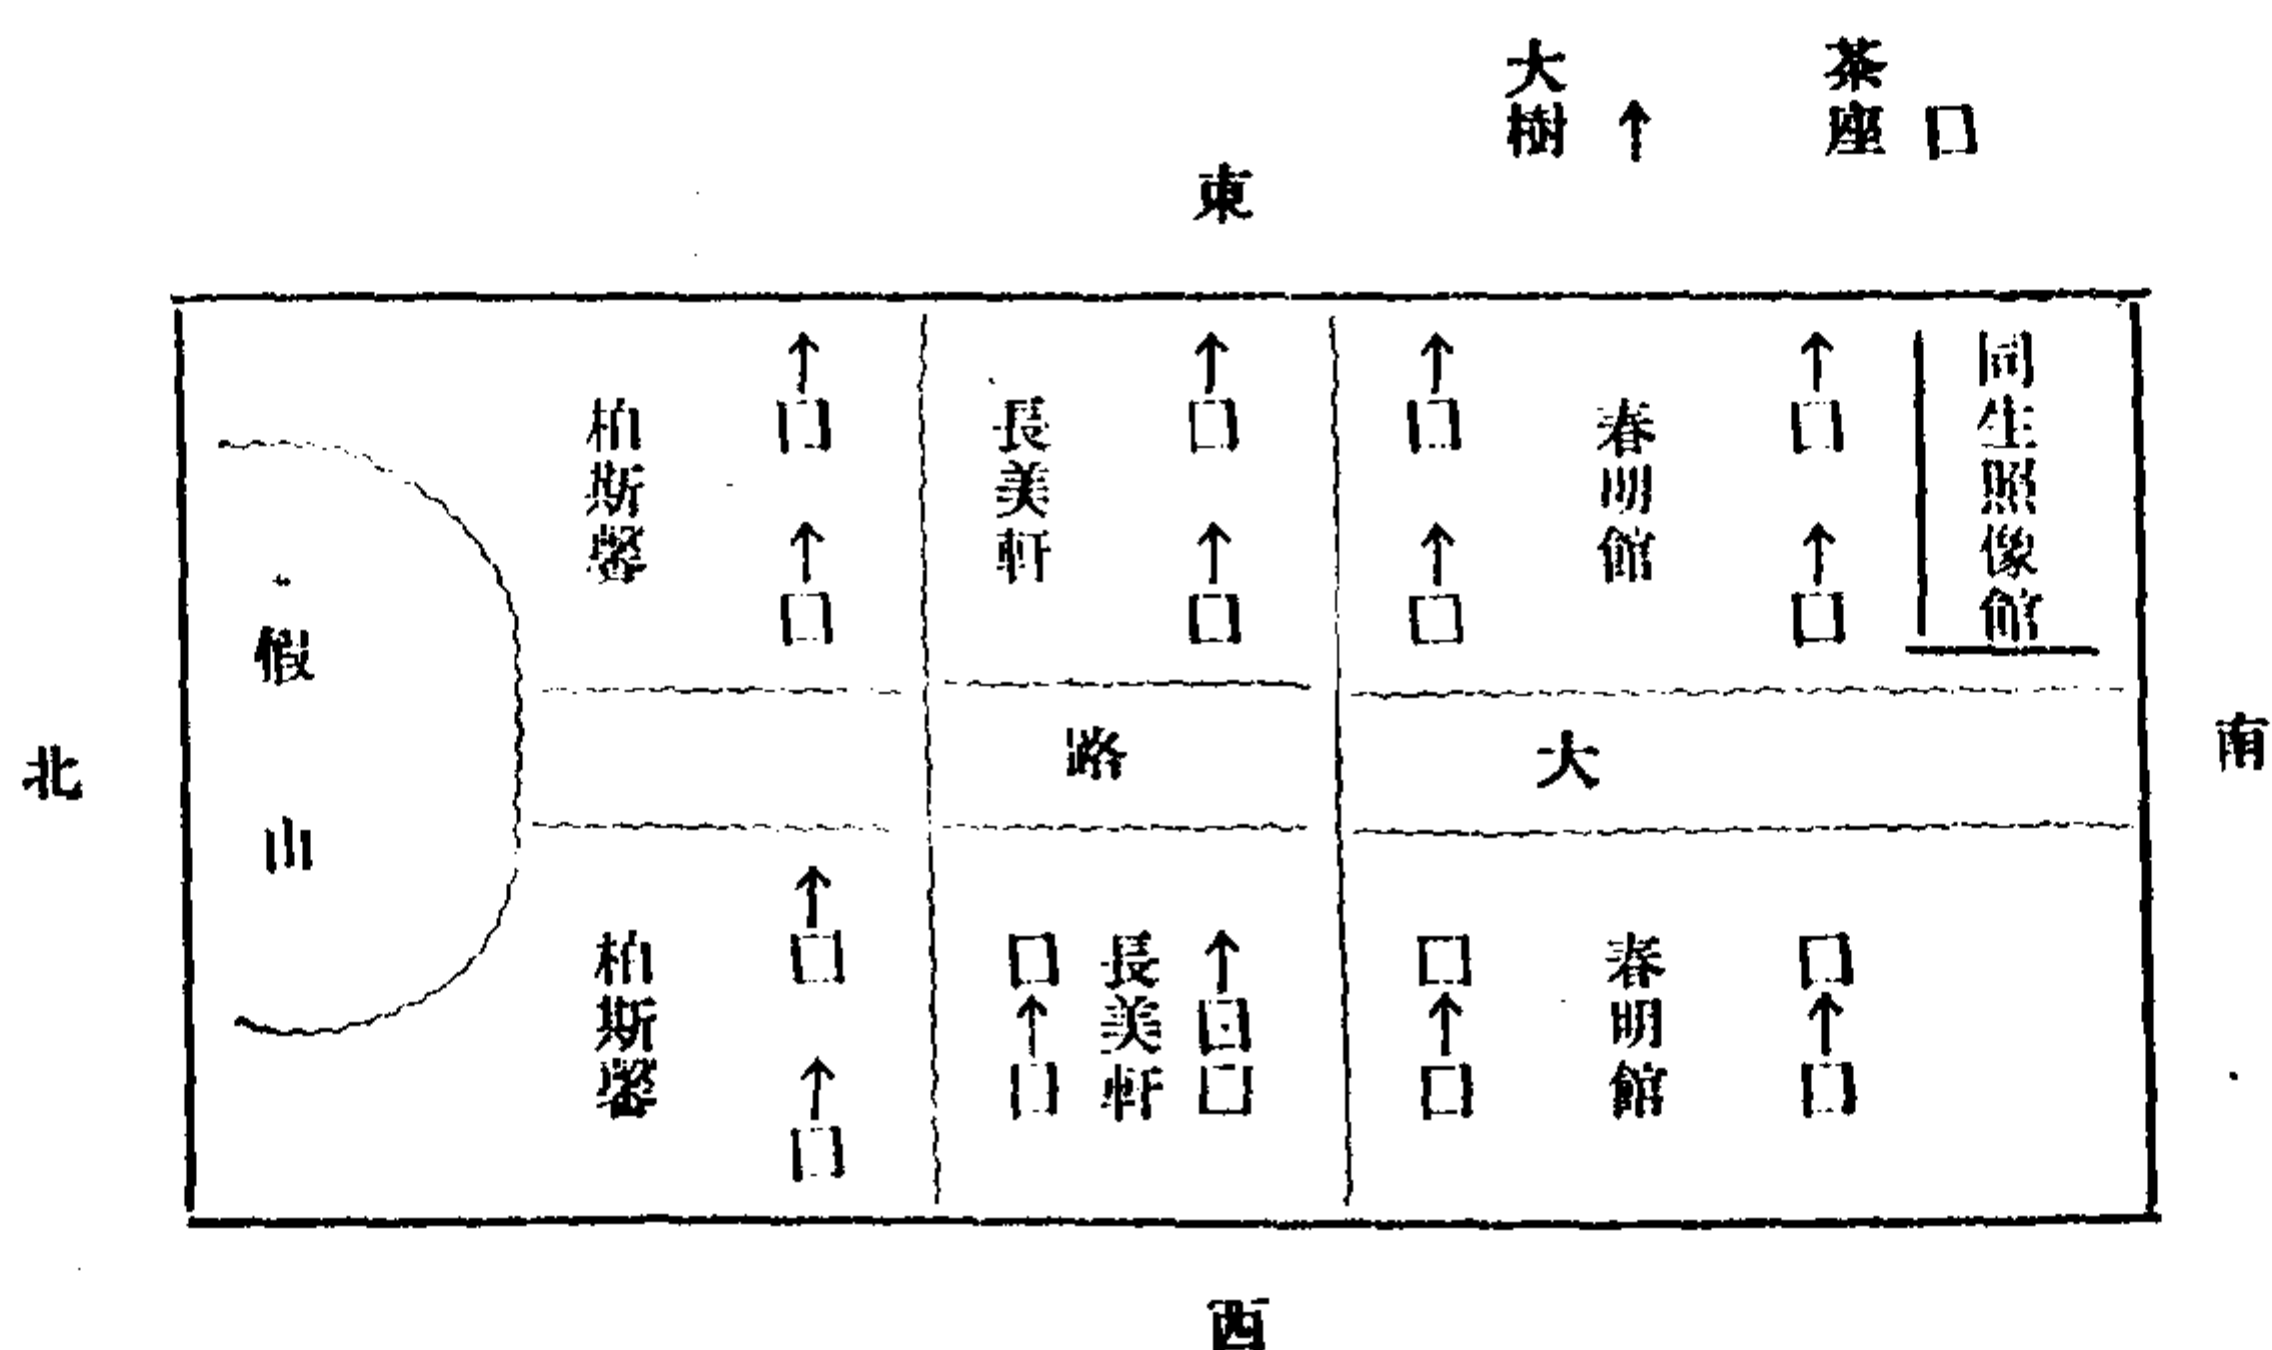 茶座
大樹
東
南
北
西
同生照像館
春明館
長美軒
柏斯馨
大路
假山
春明館
長美軒
柏斯馨